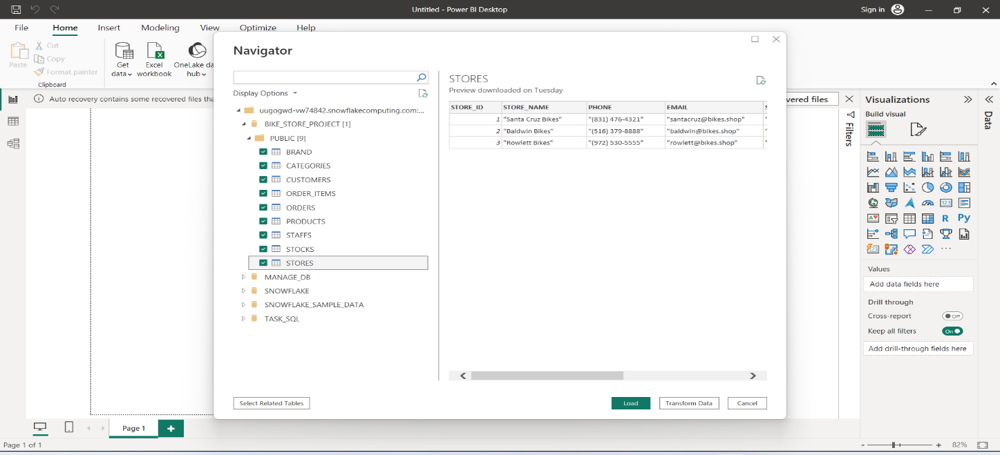 Untitled - Power BI Desktop
Sign in
File Home Insert Modeling View Optimize Help
Paste
Cut
Copy
Format painter
Clipboard
Get data
Excel workbook
OneLake da
hub
Auto recovery contains some recovered files tha
vered files
Navigator
Display Options
uugogwd-vw74842.snowflakecomputing.com:...
BIKE_STORE_PROJECT [1]
PUBLIC [9]
BRAND
CATEGORIES
CUSTOMERS
ORDER_ITEMS
ORDERS
PRODUCTS
STAFFS
STOCKS
STORES
MANAGE_DB
SNOWFLAKE
SNOWFLAKE_SAMPLE_DATA
TASK_SQL
STORES
Preview downloaded on Tuesday
STORE_ID STORE_NAME PHONE EMAIL S
1 "Santa Cruz Bikes" "(831) 476-4321" "santacruz@bikes.shop" "
2 "Baldwin Bikes" "(516) 379-8888" "baldwin@bikes.shop" "
3 "Rowlett Bikes" "(972) 530-5555" "rowlett@bikes.shop" "
Select Related Tables
Load
Transform Data
Cancel
Filters
Visualizations
Build visual
123
R
Py
123
Values
Add data fields here
Drill through
Cross-report
Off
Keep all filters
On
Add drill-through fields here
Data
Page 1
Page 1 of 1
- + 82%